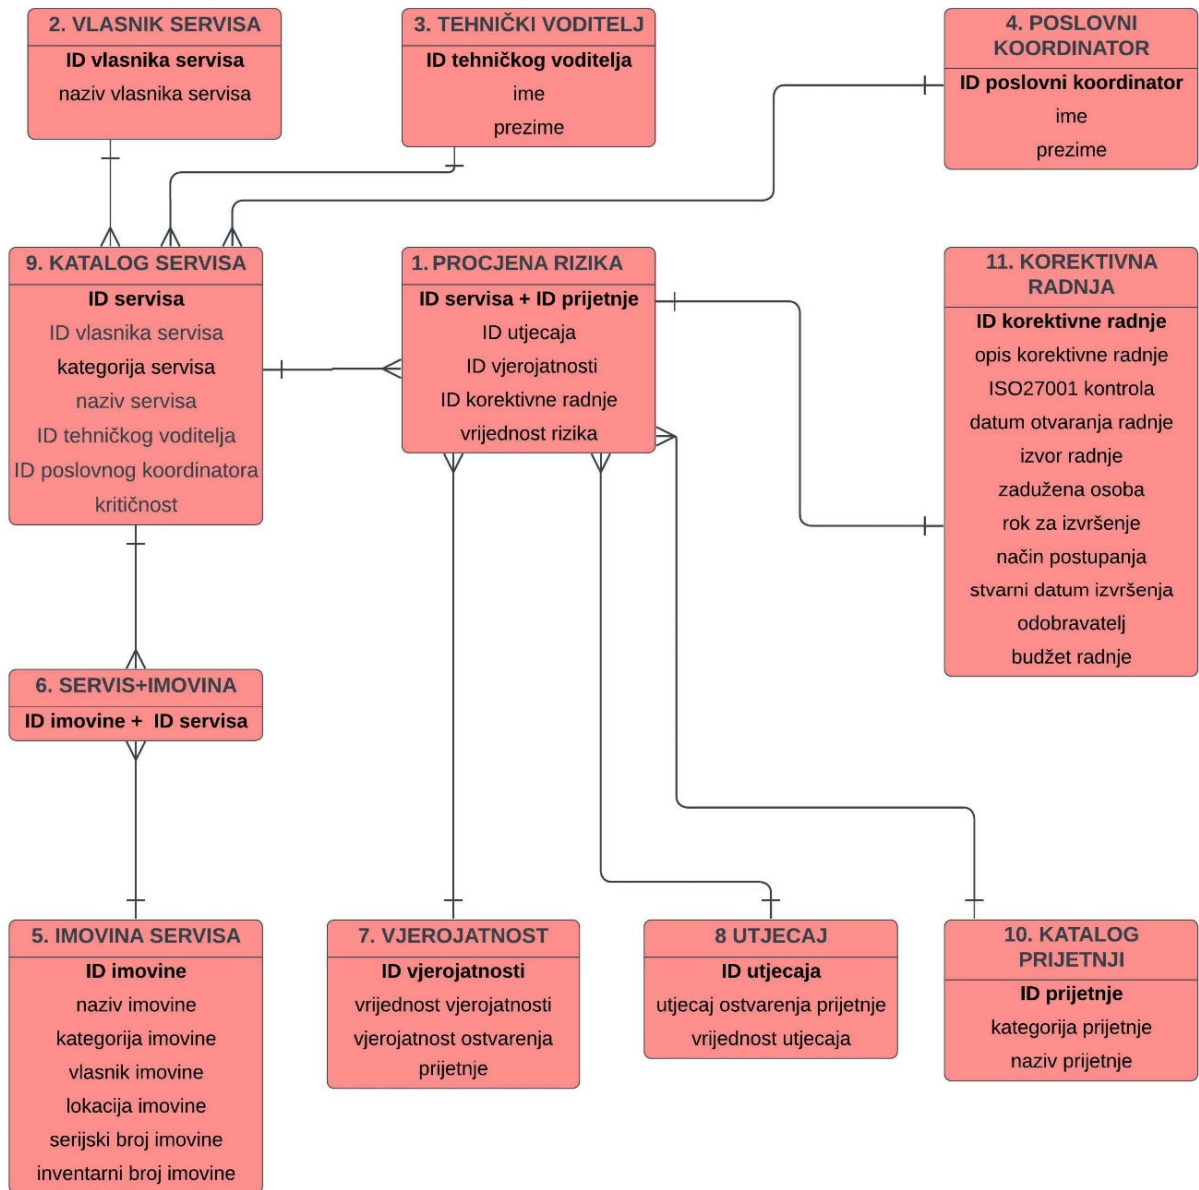 2. VLASNIK SERVISA
ID vlasnika servisa
naziv vlasnika servisa
3. TEHNIČKI VODITELJ
ID tehničkog voditelja
ime
prezime
4. POSLOVNI
KOORDINATOR
ID poslovni koordinator
ime
prezime
9. KATALOG SERVISA
ID servisa
ID vlasnika servisa
kategorija servisa
naziv servisa
ID tehničkog voditelja
ID poslovnog koordinatora
kritičnost
1. PROCJENA RIZIKA
ID servisa + ID prijetnje
ID utjecaja
ID vjerojatnosti
ID korektivne radnje
vrijednost rizika
11. KOREKTIVNA
RADNJA
ID korektivne radnje
opis korektivne radnje
ISO27001 kontrola
datum otvaranja radnje
izvor radnje
zadužena osoba
rok za izvršenje
način postupanja
stvarni datum izvršenja
odobravatelj
budžet radnje
6. SERVIS+IMOVINA
ID imovine + ID servisa
5. IMOVINA SERVISA
ID imovine
naziv imovine
kategorija imovine
vlasnik imovine
lokacija imovine
serijski broj imovine
inventarni broj imovine
7. VJEROJATNOST
ID vjerojatnosti
vrijednost vjerojatnosti
vjerojatnost ostvarenja
prijetnje
8 UTJECAJ
ID utjecaja
utjecaj ostvarenja prijetnje
vrijednost utjecaja
10. KATALOG
PRIJETNJI
ID prijetnje
kategorija prijetnje
naziv prijetnje